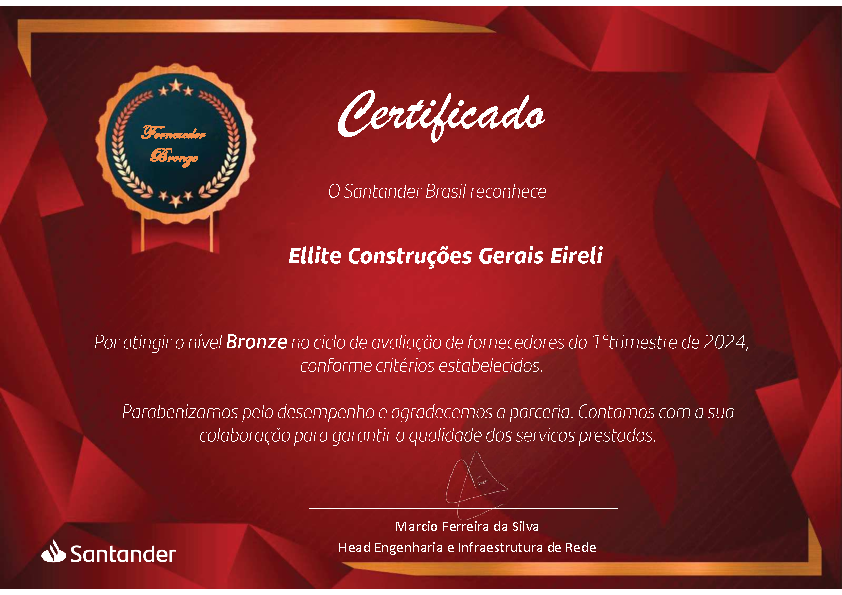 Certificado
Fornecedor
Bronze
O Santander Brasil reconhece
Ellite Construções Gerais Eireli
Por atingir o nível Bronze no ciclo de avaliação de fornecedores do 1°trimestre de 2024,
conforme critérios estabelecidos.
Parabenizamos pelo desempenho e agradecemos a parceria. Contamos com a sua
colaboração para garantir a qualidade dos serviços prestados.
Marcio Ferreira da Silva
Head Engenharia e Infraestrutura de Rede
Santander